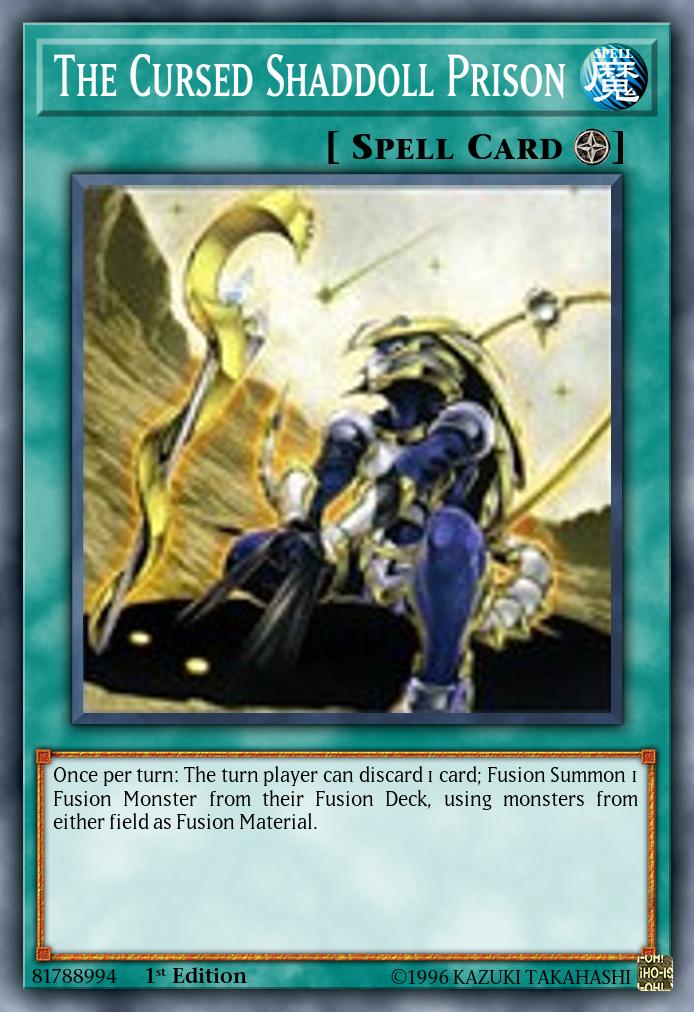 THE CURSED SHADDOLL PRISON
SPELL
魔
[ SPELL CARD ]
Once per turn: The turn player can discard 1 card; Fusion Summon 1
Fusion Monster from their Fusion Deck, using monsters from
either field as Fusion Material.
81788994 1st Edition ©1996 KAZUKI TAKAHASHI